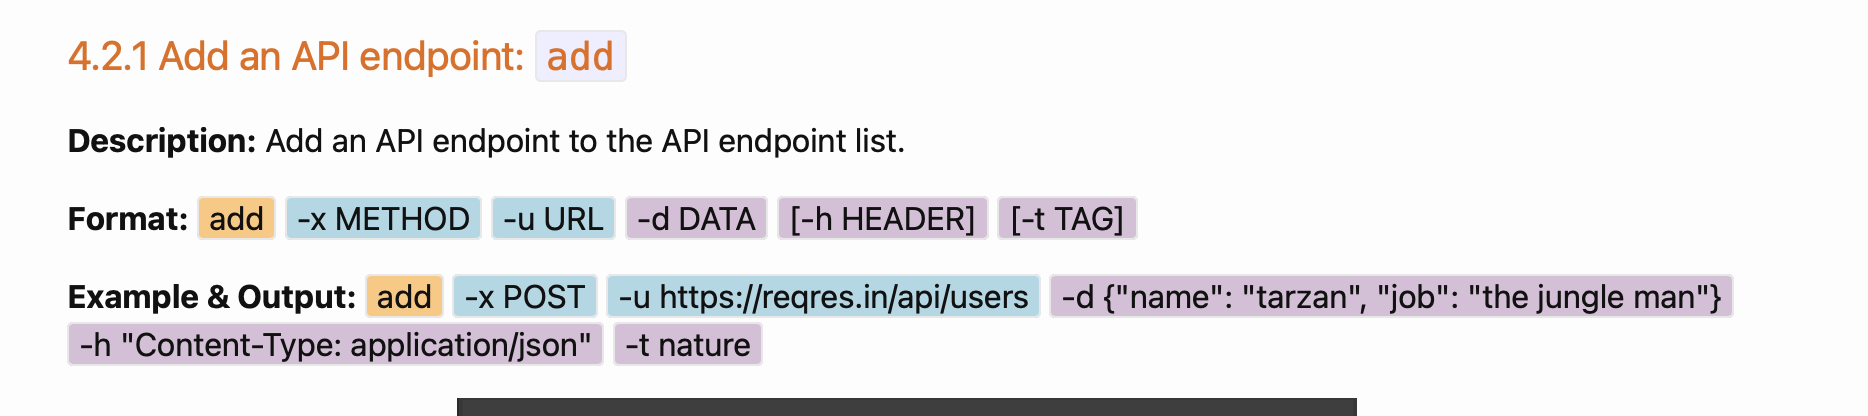 4.2.1 Add an API endpoint: add
Description: Add an API endpoint to the API endpoint list.
Format: add -x METHOD -u URL -d DATA [-h HEADER] [-t TAG]
Example & Output: add -x POST -u https://reqres.in/api/users -d {"name": "tarzan", "job": "the jungle man"}
-h "Content-Type: application/json" -t nature